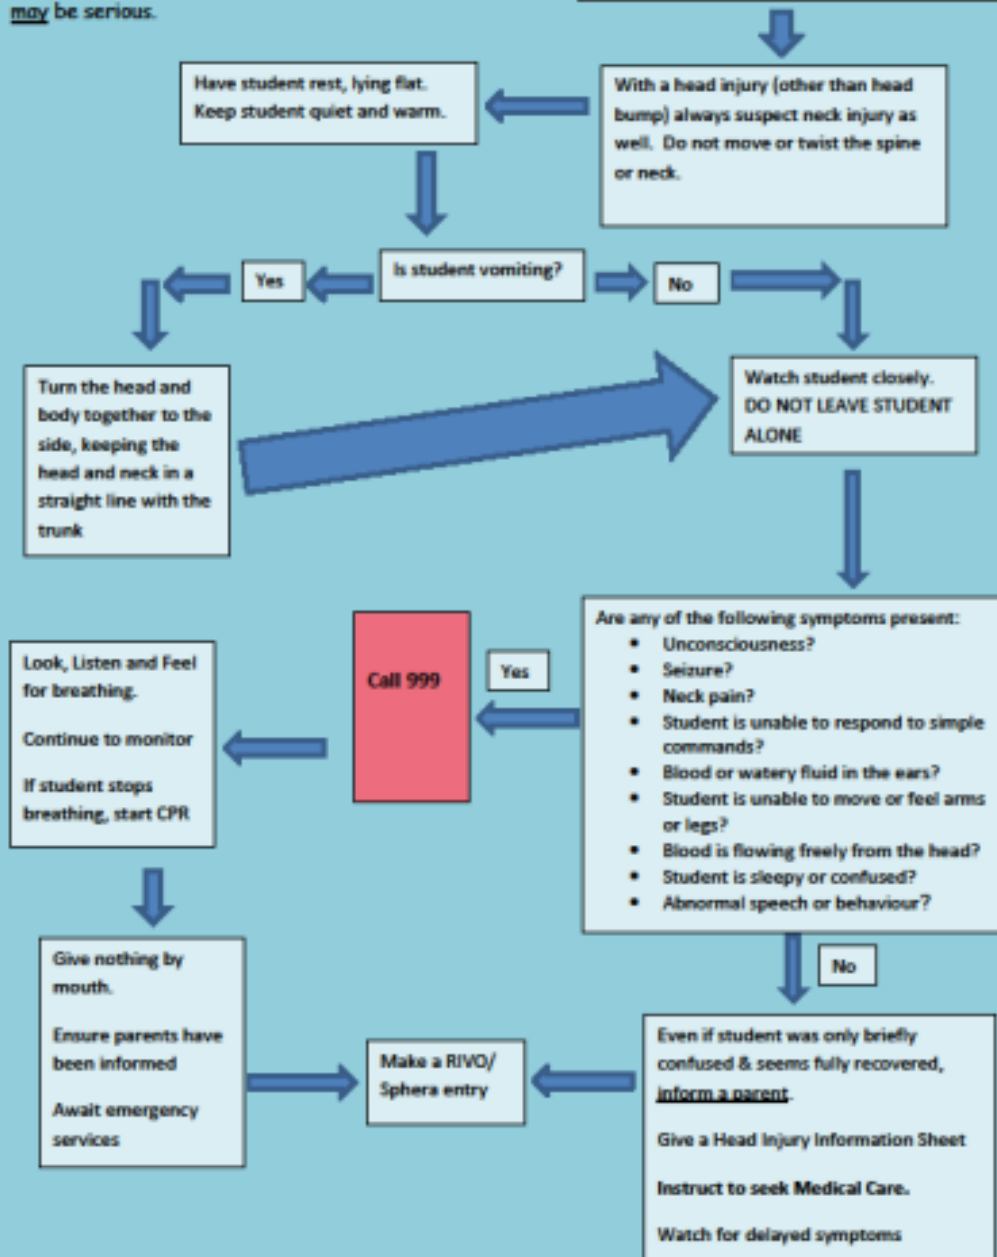 may be serious.
With a head injury (other than head
bump) always suspect neck injury as
well. Do not move or twist the spine
or neck.
Have student rest, lying flat.
Keep student quiet and warm.
Is student vomiting?
Yes
No
Turn the head and
body together to the
side, keeping the
head and neck in a
straight line with the
trunk
Watch student closely.
DO NOT LEAVE STUDENT
ALONE
Are any of the following symptoms present:
• Unconsciousness?
• Seizure?
• Neck pain?
• Student is unable to respond to simple
commands?
• Blood or watery fluid in the ears?
• Student is unable to move or feel arms
or legs?
• Blood is flowing freely from the head?
• Student is sleepy or confused?
• Abnormal speech or behaviour?
Yes
Call 999
Look, Listen and Feel
for breathing.
Continue to monitor
If student stops
breathing, start CPR
Give nothing by
mouth.
Ensure parents have
been informed
Await emergency
services
No
Even if student was only briefly
confused & seems fully recovered,
inform a parent.
Give a Head Injury Information Sheet
Instruct to seek Medical Care.
Watch for delayed symptoms
Make a RIVO/
Sphera entry